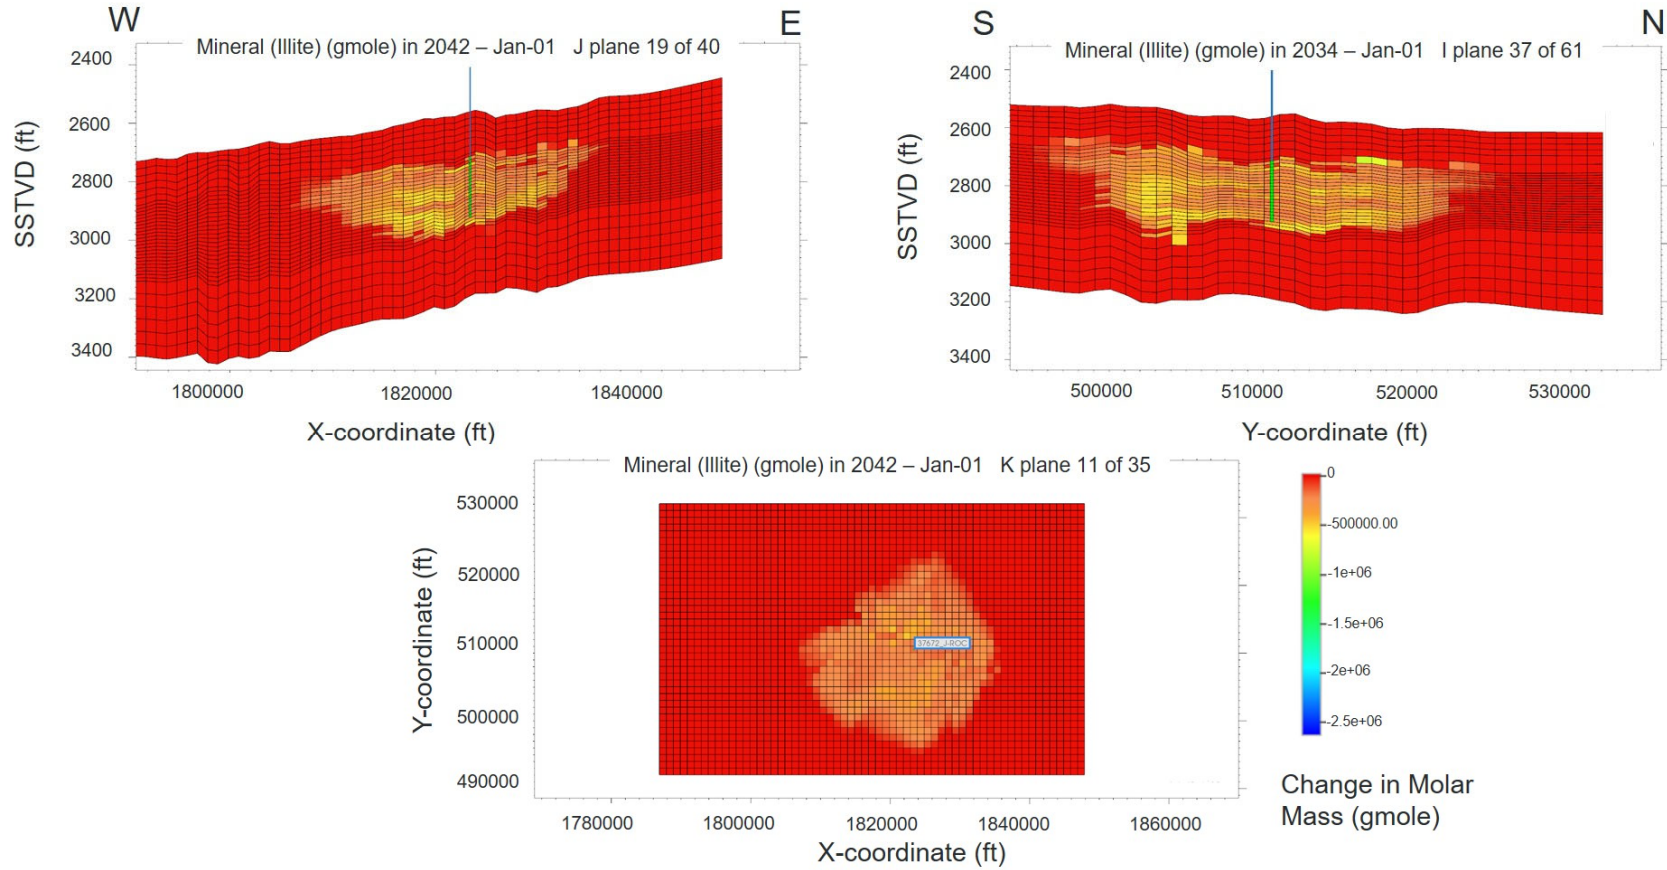 W
E
Mineral (Illite) (gmole) in 2042 – Jan-01 J plane 19 of 40
2400
2600
2800
3000
3200
3400
SSTVD (ft)
1800000
1820000
1840000
X-coordinate (ft)
S
N
Mineral (Illite) (gmole) in 2034 – Jan-01 I plane 37 of 61
2400
2600
2800
3000
3200
3400
SSTVD (ft)
500000
510000
520000
530000
Y-coordinate (ft)
Mineral (Illite) (gmole) in 2042 – Jan-01 K plane 11 of 35
530000
520000
510000
500000
490000
Y-coordinate (ft)
37672_J-ROC
1780000
1800000
1820000
1840000
1860000
X-coordinate (ft)
0
-500000.00
-1e+06
-1.5e+06
-2e+06
-2.5e+06
Change in Molar
Mass (gmole)